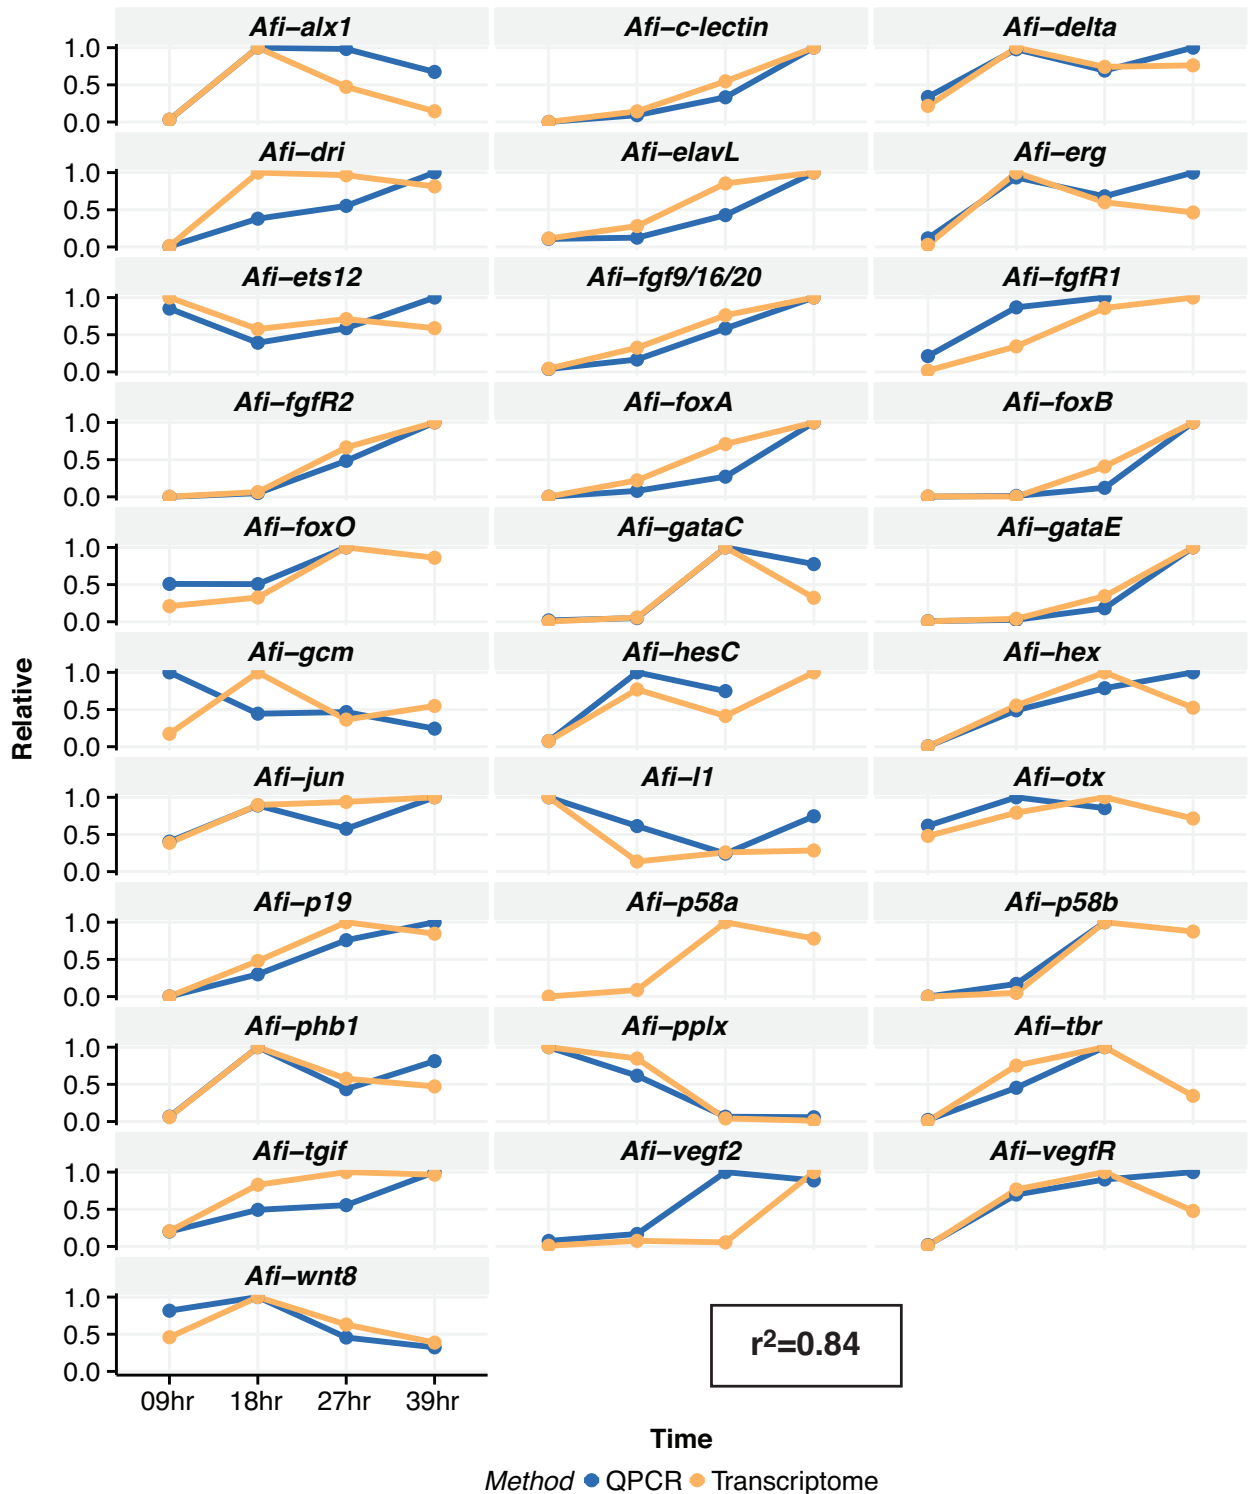 Afi–alx1 Afi–c–lectin Afi–delta
1.0
0.5
0.0
Afi–dri Afi–elavL Afi–erg
1.0
0.5
0.0
Afi–ets12 Afi–fgf9/16/20 Afi–fgfR1
1.0
0.5
0.0
Afi–fgfR2 Afi–foxA Afi–foxB
1.0
0.5
0.0
Afi–foxO Afi–gataC Afi–gataE
1.0
0.5
0.0
Afi–gcm Afi–hesC Afi–hex
1.0
0.5
0.0
Relative
Afi–jun Afi–l1 Afi–otx
1.0
0.5
0.0
Afi–p19 Afi–p58a Afi–p58b
1.0
0.5
0.0
Afi–phb1 Afi–pplx Afi–tbr
1.0
0.5
0.0
Afi–tgif Afi–vegf2 Afi–vegfR
1.0
0.5
0.0
Afi–wnt8
1.0
0.5
0.0
r²=0.84
09hr 18hr 27hr 39hr
Time
Method QPCR Transcriptome